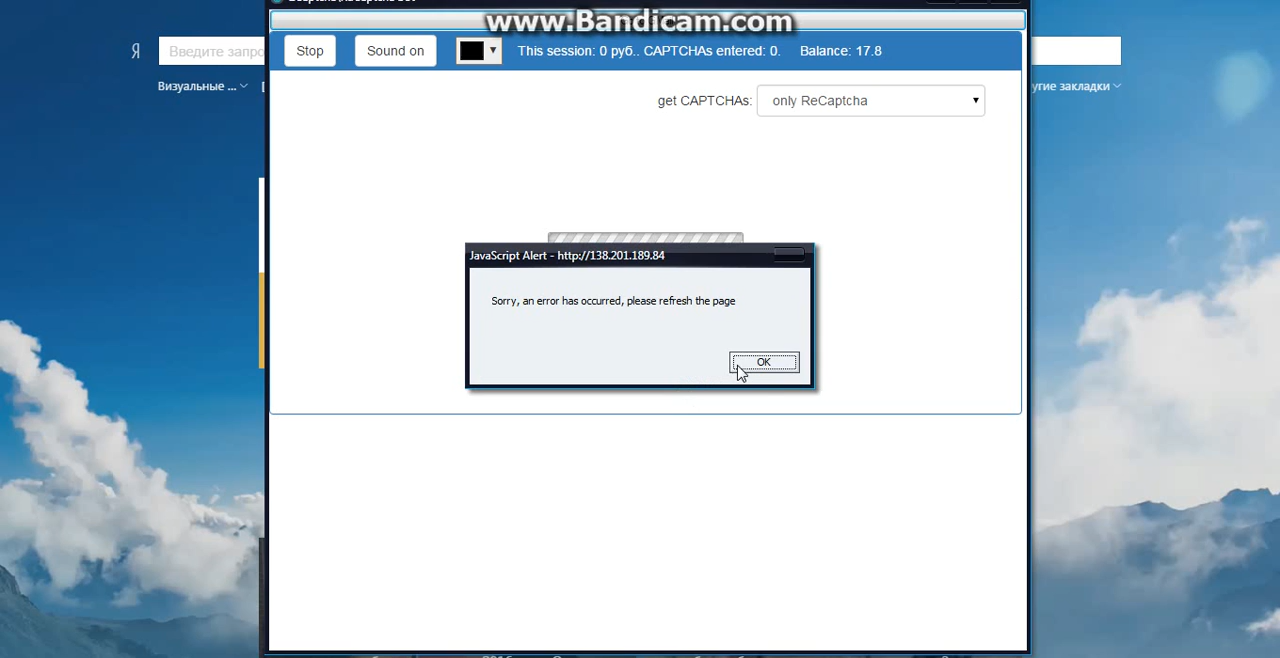 www.Bandicam.com
Я
Введите запро
Stop
Sound on
This session: 0 руб.. CAPTCHAs entered: 0.
Balance: 17.8
Визуальные ...
угие закладки
get CAPTCHAs:
only ReCaptcha
JavaScript Alert - http://138.201.189.84
Sorry, an error has occurred, please refresh the page
OK